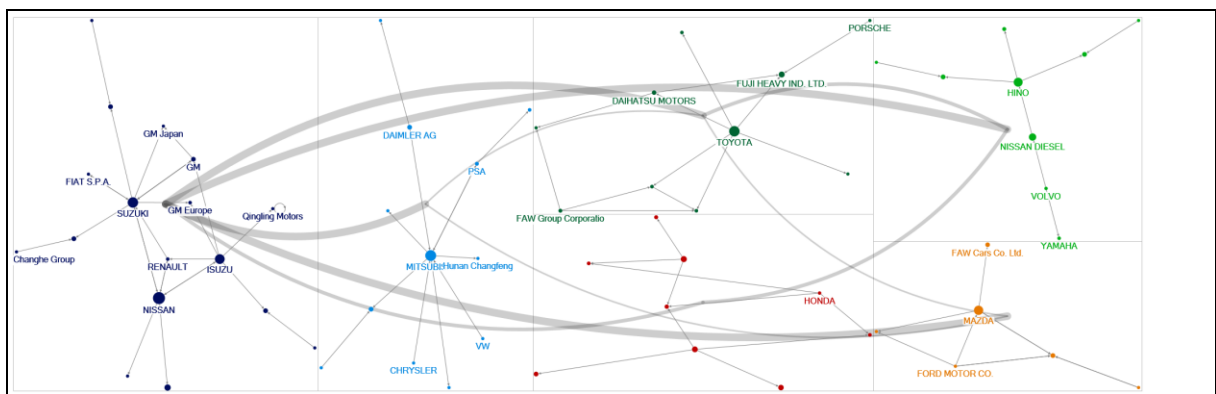 GM Japan
GM
FIAT S.P.A.
SUZUKI
GM Europe
Qingling Motors
Changhe Group
RENAULT
ISUZU
NISSAN
DAIMLER AG
PSA
Hunan Changfeng
VW
CHRYSLER
PORSCHE
FUJI HEAVY IND. LTD.
DAIHATSU MOTORS
TOYOTA
FAW Group Corporatio
HONDA
HINO
NISSAN DIESEL
VOLVO
YAMAHA
FAW Cars Co. Ltd.
MAZDA
FORD MOTOR CO.